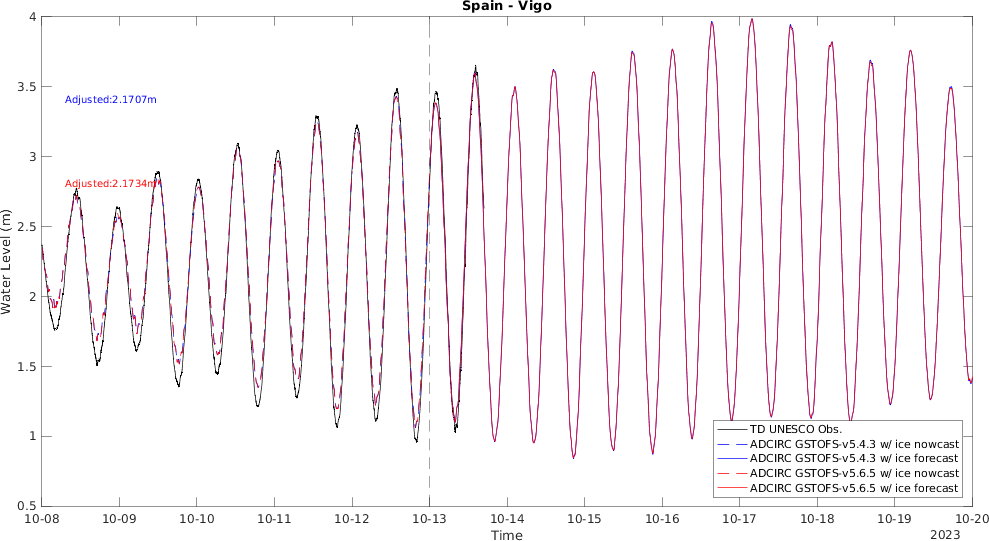 Spain - Vigo
4
3.5
3
2.5
2
1.5
1
0.5
Water Level (m)
Adjusted:2.1707m
Adjusted:2.1734m
TD UNESCO Obs.
ADCIRC GSTOFS-v5.4.3 w/ ice nowcast
ADCIRC GSTOFS-v5.4.3 w/ ice forecast
ADCIRC GSTOFS-v5.6.5 w/ ice nowcast
ADCIRC GSTOFS-v5.6.5 w/ ice forecast
10-08 10-09 10-10 10-11 10-12 10-13 10-14 10-15 10-16 10-17 10-18 10-19 10-20
Time
2023